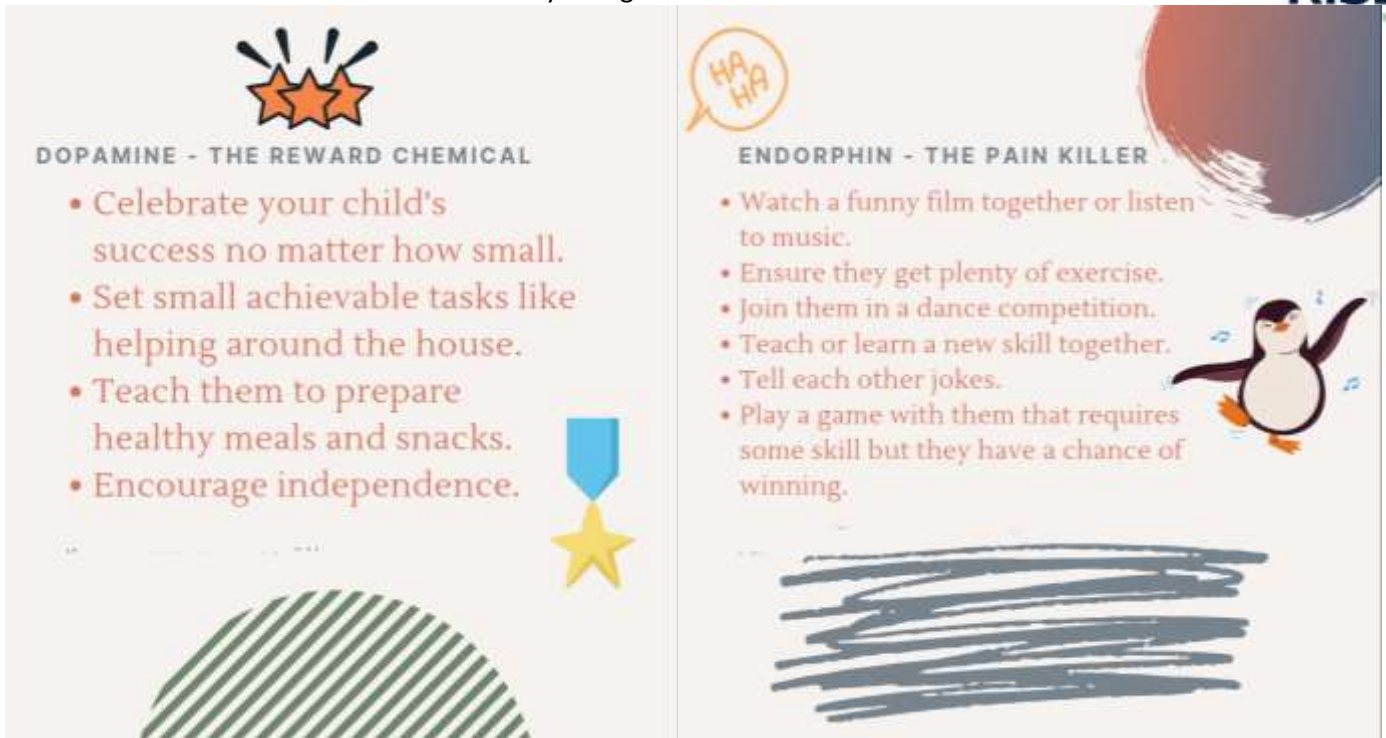 DOPAMINE - THE REWARD CHEMICAL
• Celebrate your child's
success no matter how small.
• Set small achievable tasks like
helping around the house.
• Teach them to prepare
healthy meals and snacks.
• Encourage independence.
HA
HA
ENDORPHIN - THE PAIN KILLER
• Watch a funny film together or listen
to music.
• Ensure they get plenty of exercise.
• Join them in a dance competition.
• Teach or learn a new skill together.
• Tell each other jokes.
• Play a game with them that requires
some skill but they have a chance of
winning.